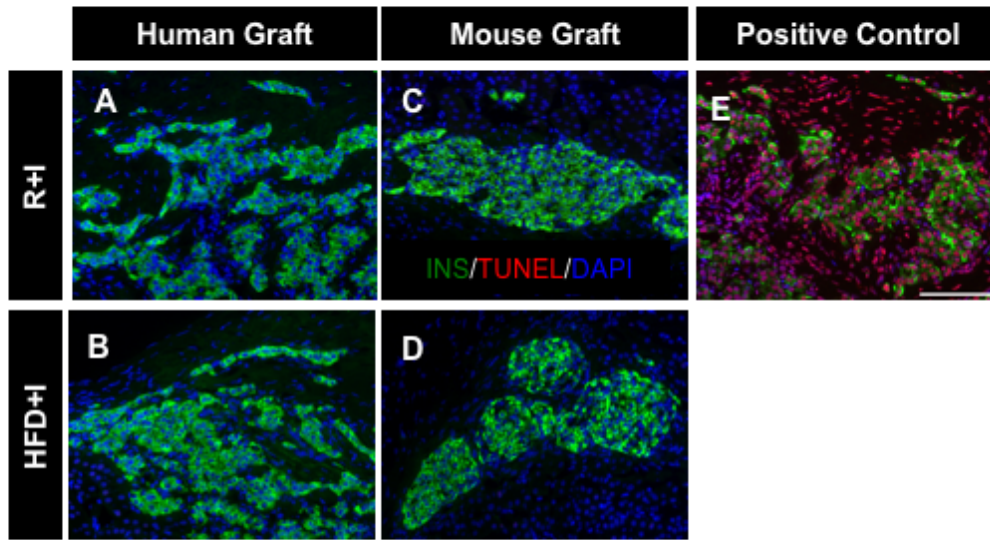 Human Graft
Mouse Graft
Positive Control
R+I
A
C
E
INS/TUNEL/DAPI
HFD+I
B
D